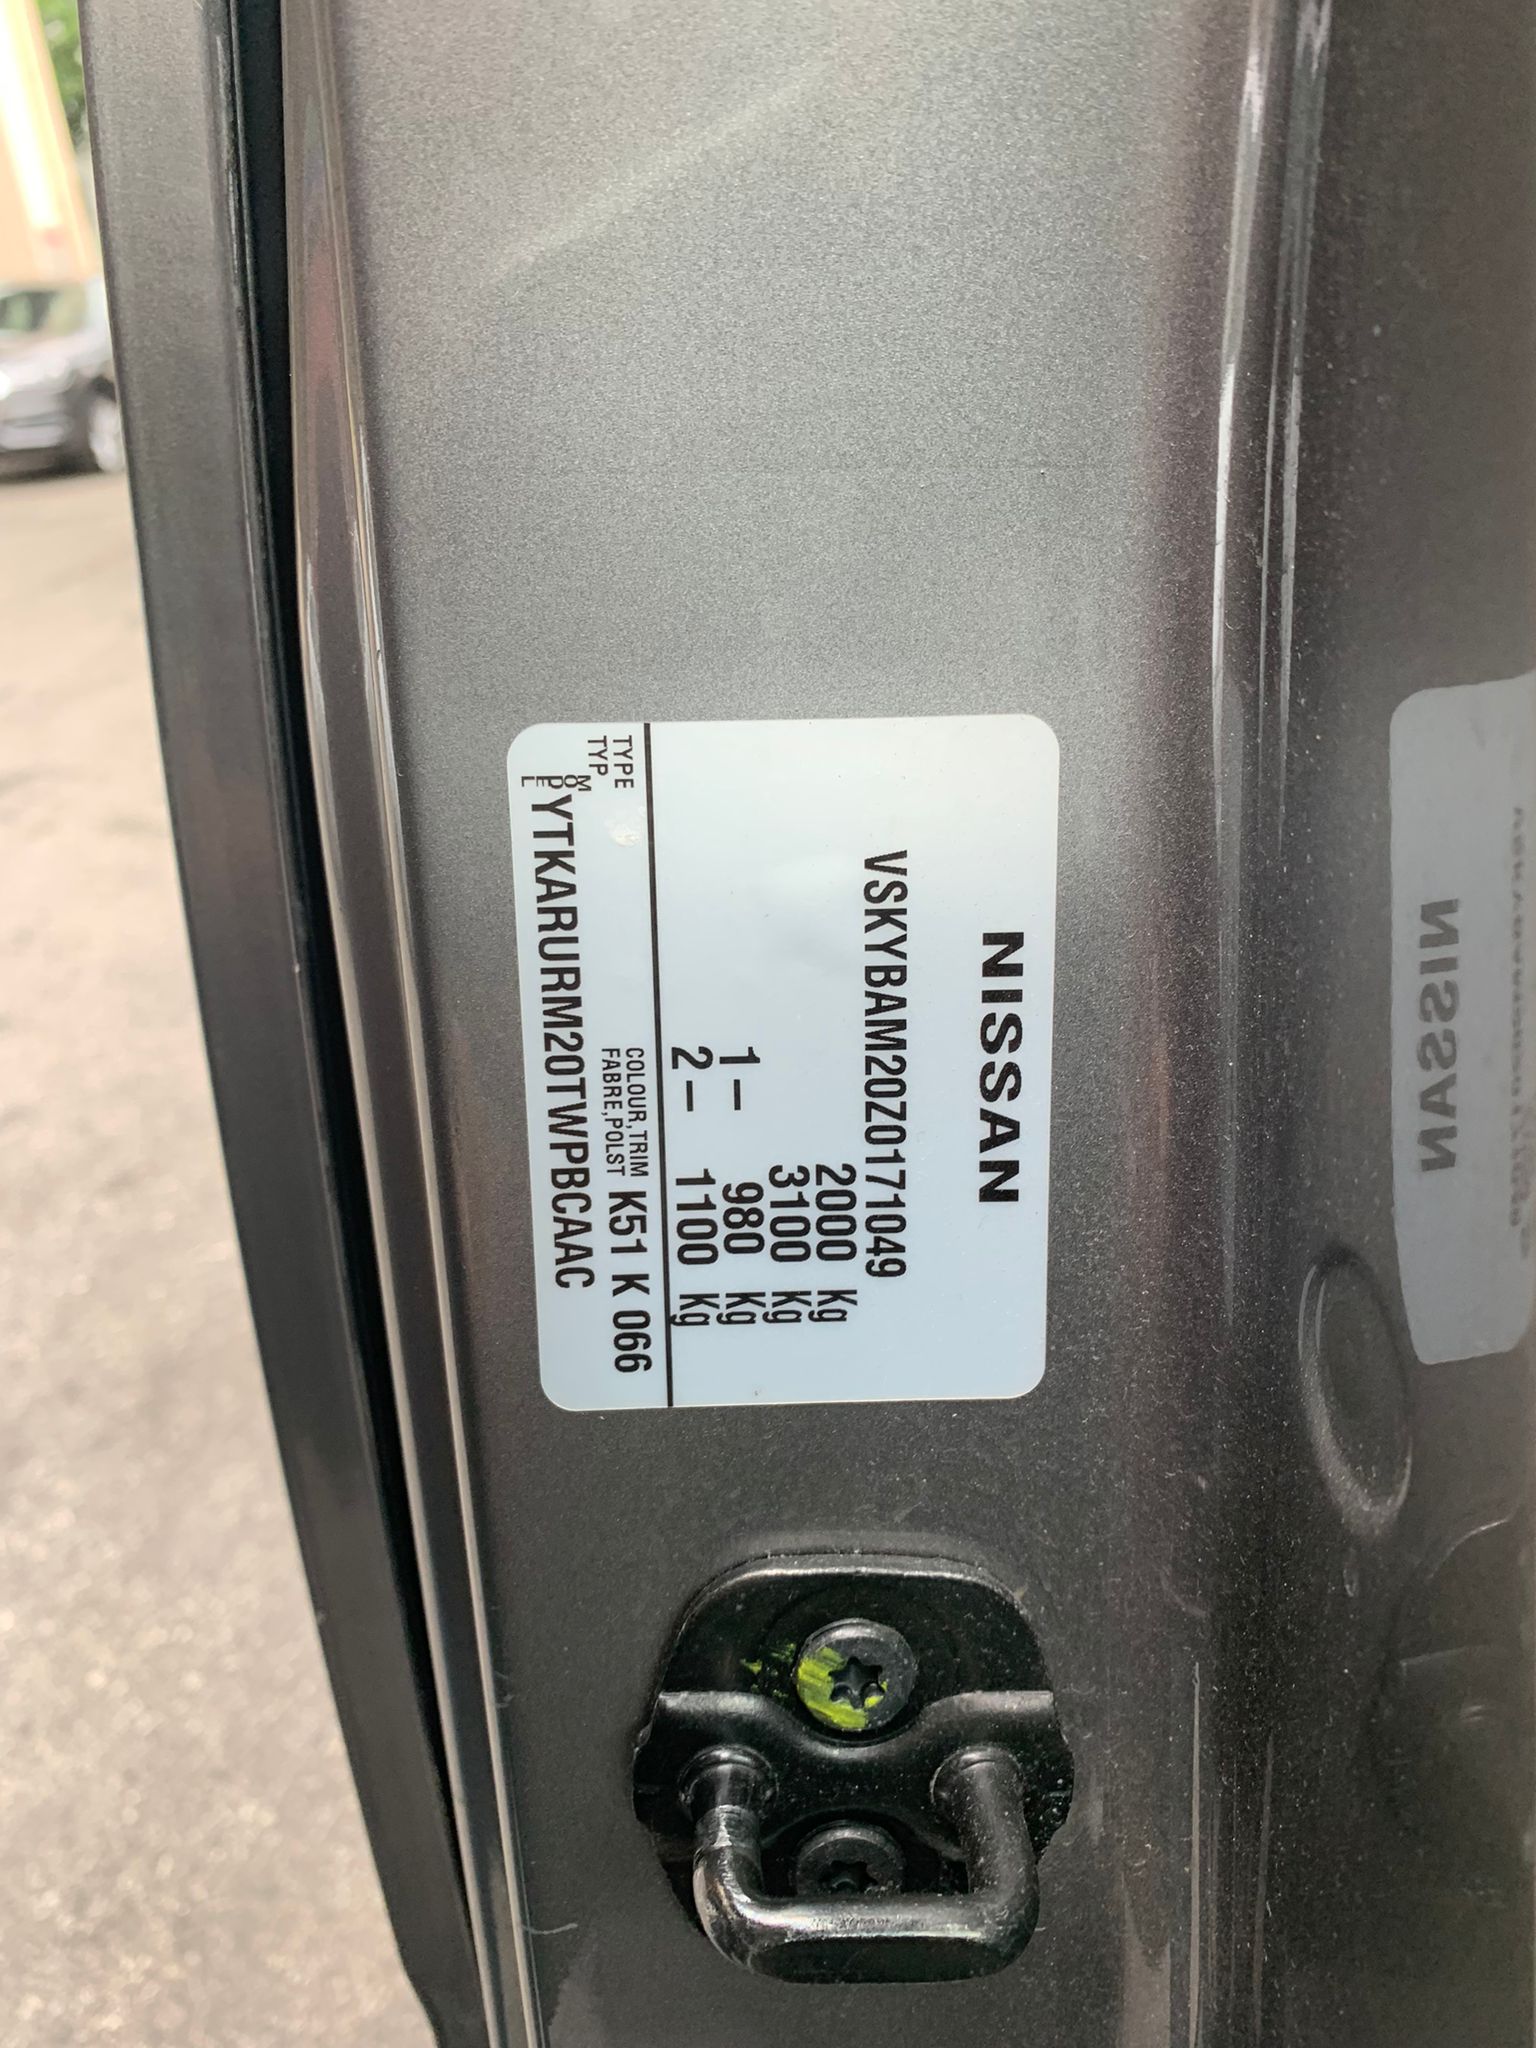 NISSAN
VSKYBAM20Z0171049
2000 Kg
3100 Kg
1- 980 Kg
2- 1100 Kg
TYPE
TYP
COLOUR,TRIM
FABRE,POLST
K51 K 066
MODEL
YTKARURM20TWPBCAAC
NISSAN